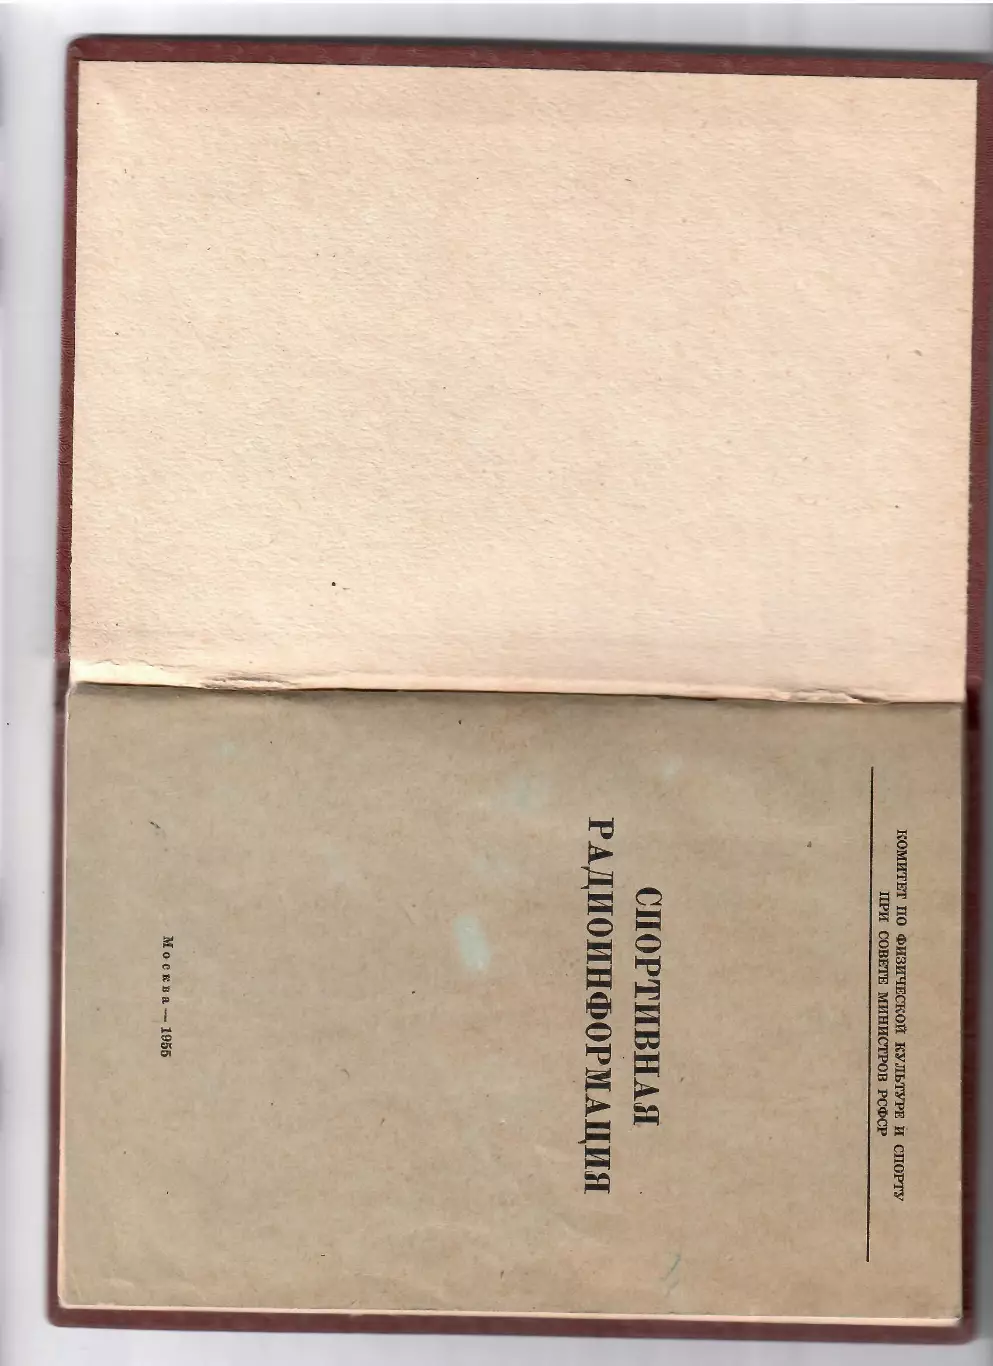 КОМИТЕТ ПО ФИЗИЧЕСКОЙ КУЛЬТУРЕ И СПОРТУ
ПРИ СОВЕТЕ МИНИСТРОВ РСФСР
СПОРТИВНАЯ
РАДИОИНФОРМАЦИЯ
Москва — 1955